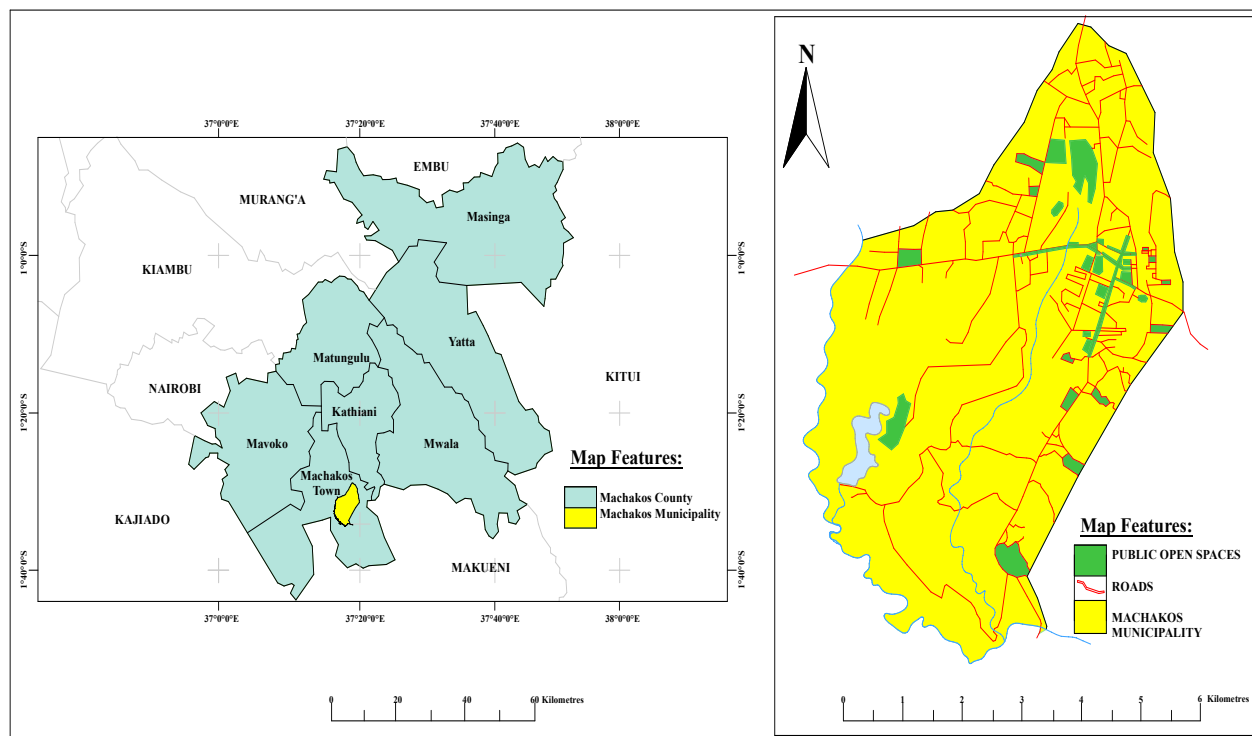 37°0'0"E
37°20'0"E
37°40'0"E
38°0'0"E
EMBU
MURANG'A
Masinga
1°0'0"S
1°0'0"S
KIAMBU
Yatta
Matungulu
NAIROBI
KITUI
Kathiani
1°20'0"S
1°20'0"S
Mavoko
Mwala
Map Features:
Machakos
Town
Machakos County
Machakos Municipality
KAJIADO
MAKUENI
1°40'0"S
1°40'0"S
37°0'0"E
37°20'0"E
37°40'0"E
38°0'0"E
0 20 40 60 Kilometres
N
Map Features:
PUBLIC OPEN SPACES
ROADS
MACHAKOS
MUNICIPALITY
0 1 2 3 4 5 6
Kilometres